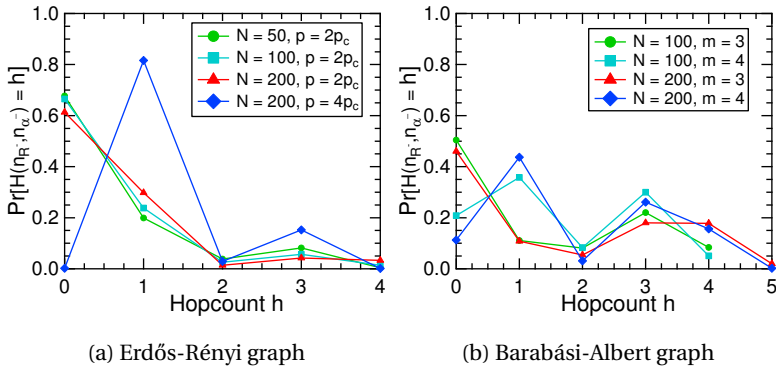 Pr[H(n_R-,n_α-) = h]
1.0
0.8
0.6
0.4
0.2
0.0
0 1 2 3 4
Hopcount h
N = 50, p = 2p_c
N = 100, p = 2p_c
N = 200, p = 2p_c
N = 200, p = 4p_c
(a) Erdős-Rényi graph
Pr[H(n_R-,n_α-) = h]
1.0
0.8
0.6
0.4
0.2
0.0
0 1 2 3 4 5
Hopcount h
N = 100, m = 3
N = 100, m = 4
N = 200, m = 3
N = 200, m = 4
(b) Barabási-Albert graph